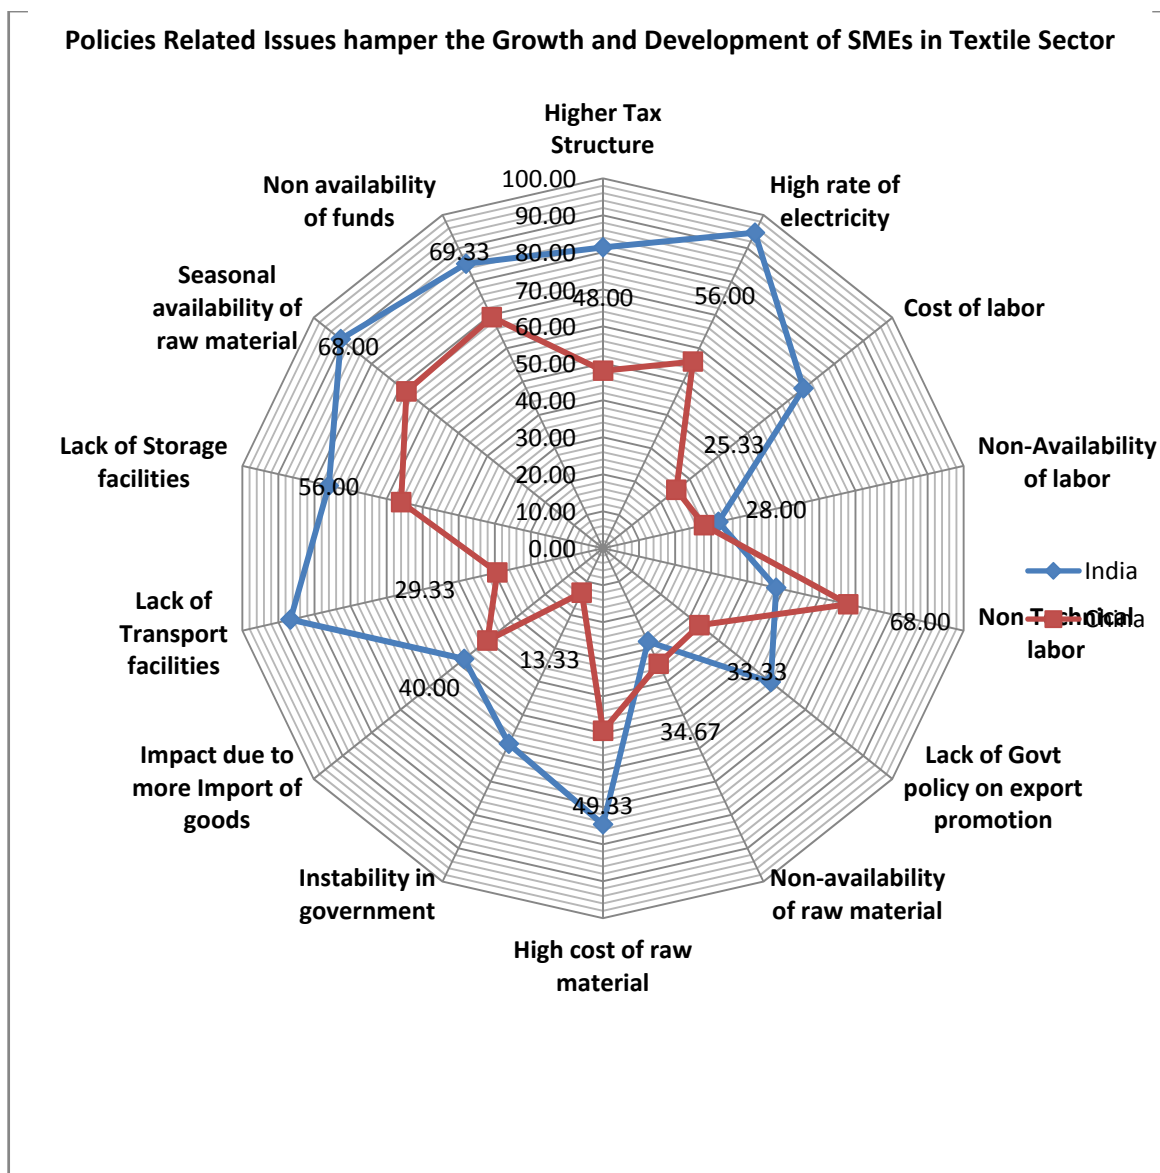 Policies Related Issues hamper the Growth and Development of SMEs in Textile Sector
Higher Tax
Structure
High rate of
electricity
Cost of labor
Non-Availability
of labor
Non Technical
labor
Lack of Govt
policy on export
promotion
Non-availability
of raw material
High cost of raw
material
Instability in
government
Impact due to
more Import of
goods
Lack of
Transport
facilities
Lack of Storage
facilities
Seasonal
availability of
raw material
Non availability
of funds
100.00
90.00
80.00
70.00
60.00
50.00
40.00
30.00
20.00
10.00
0.00
48.00
56.00
25.33
28.00
68.00
33.33
34.67
49.33
13.33
40.00
29.33
56.00
68.00
69.33
India
China